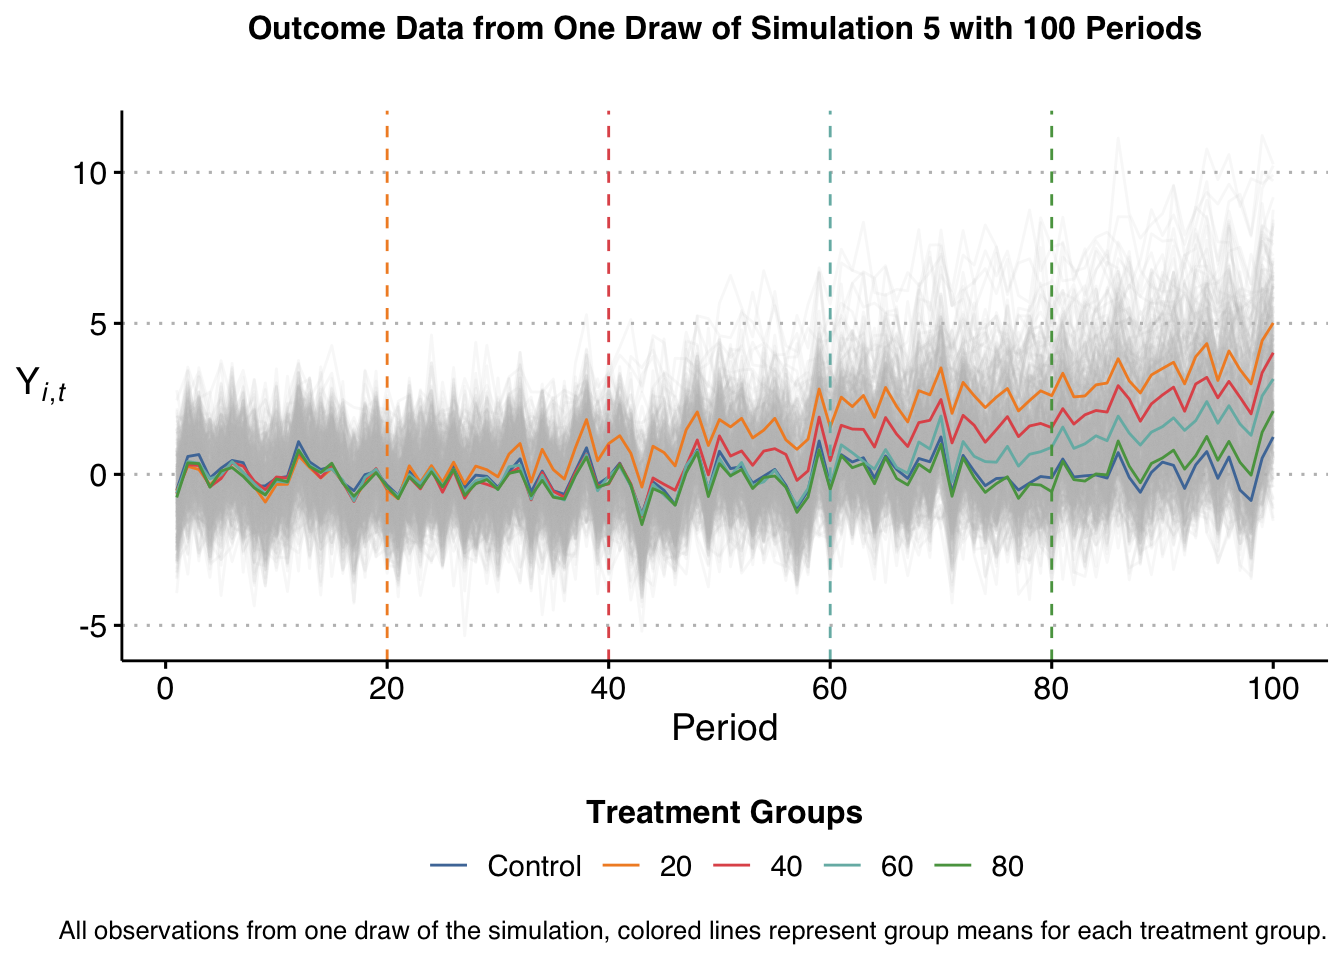 Outcome Data from One Draw of Simulation 5 with 100 Periods
10
5
Y i,t
0
-5
0 20 40 60 80 100
Period
Treatment Groups
Control 20 40 60 80
All observations from one draw of the simulation, colored lines represent group means for each treatment group.